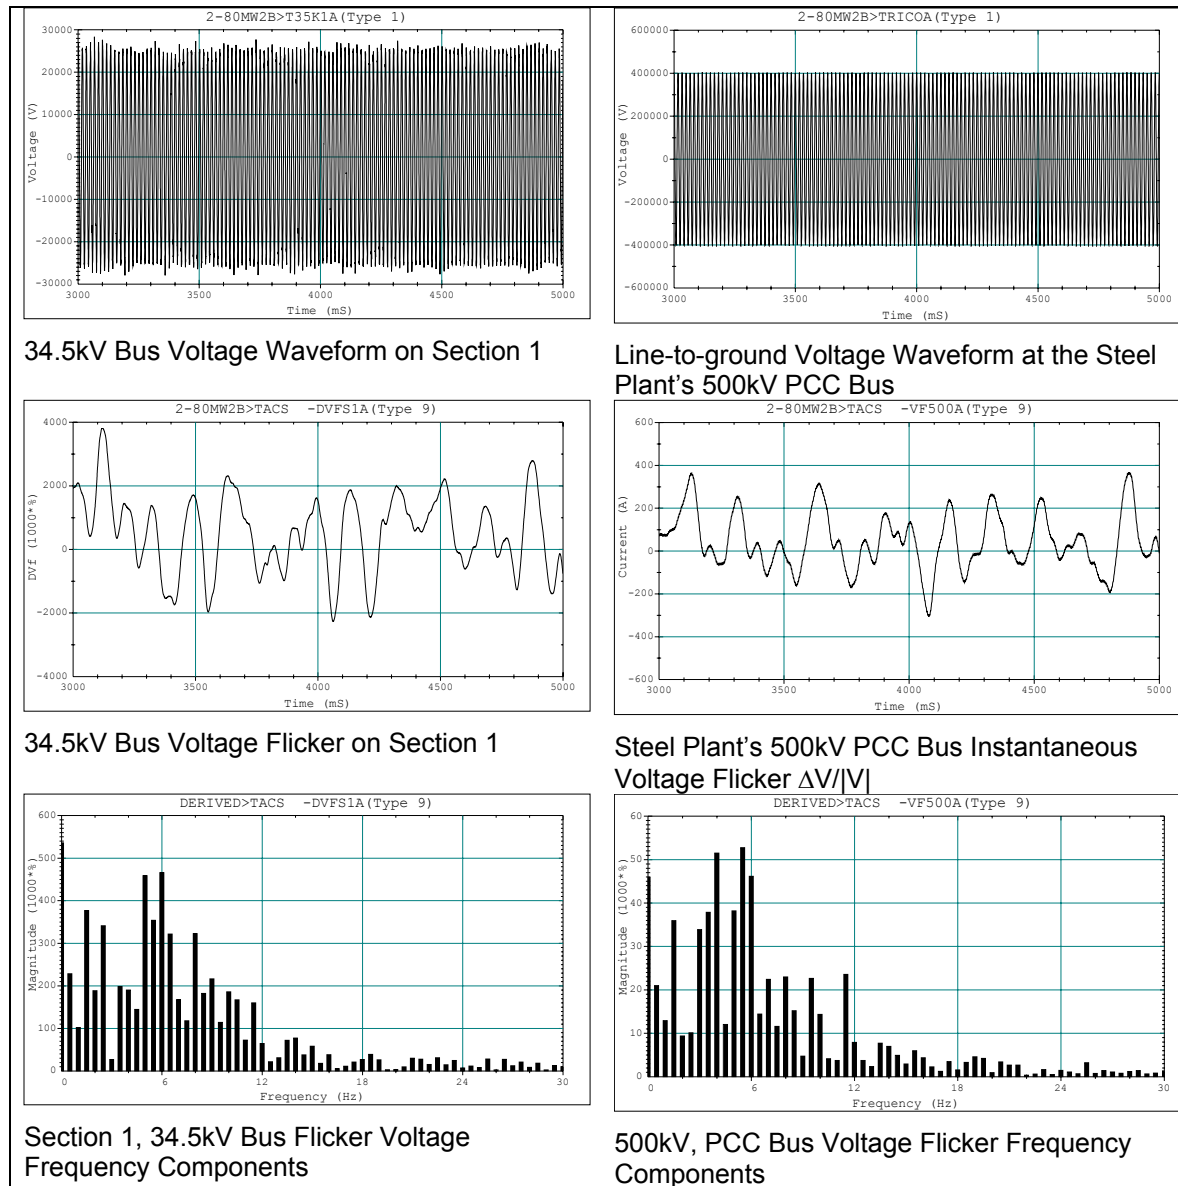 2-80MW2B>T35K1A(Type 1)
30000
20000
10000
0
-10000
-20000
-30000
Voltage (V)
3000 3500 4000 4500 5000
Time (mS)
34.5kV Bus Voltage Waveform on Section 1
2-80MW2B>TRICOA(Type 1)
600000
400000
200000
0
-200000
-400000
-600000
Voltage (V)
3000 3500 4000 4500 5000
Time (mS)
Line-to-ground Voltage Waveform at the Steel
Plant's 500kV PCC Bus
2-80MW2B>TACS -DVFS1A(Type 9)
4000
2000
0
-2000
-4000
DVf (1000*%)
3000 3500 4000 4500 5000
Time (mS)
34.5kV Bus Voltage Flicker on Section 1
2-80MW2B>TACS -VF500A(Type 9)
600
400
200
0
-200
-400
-600
Current (A)
3000 3500 4000 4500 5000
Time (mS)
Steel Plant's 500kV PCC Bus Instantaneous
Voltage Flicker ΔV/|V|
DERIVED>TACS -DVFS1A(Type 9)
600
500
400
300
200
100
0
Magnitude (1000*%)
0 6 12 18 24 30
Frequency (Hz)
Section 1, 34.5kV Bus Flicker Voltage
Frequency Components
DERIVED>TACS -VF500A(Type 9)
60
50
40
30
20
10
0
Magnitude (1000*%)
0 6 12 18 24 30
Frequency (Hz)
500kV, PCC Bus Voltage Flicker Frequency
Components